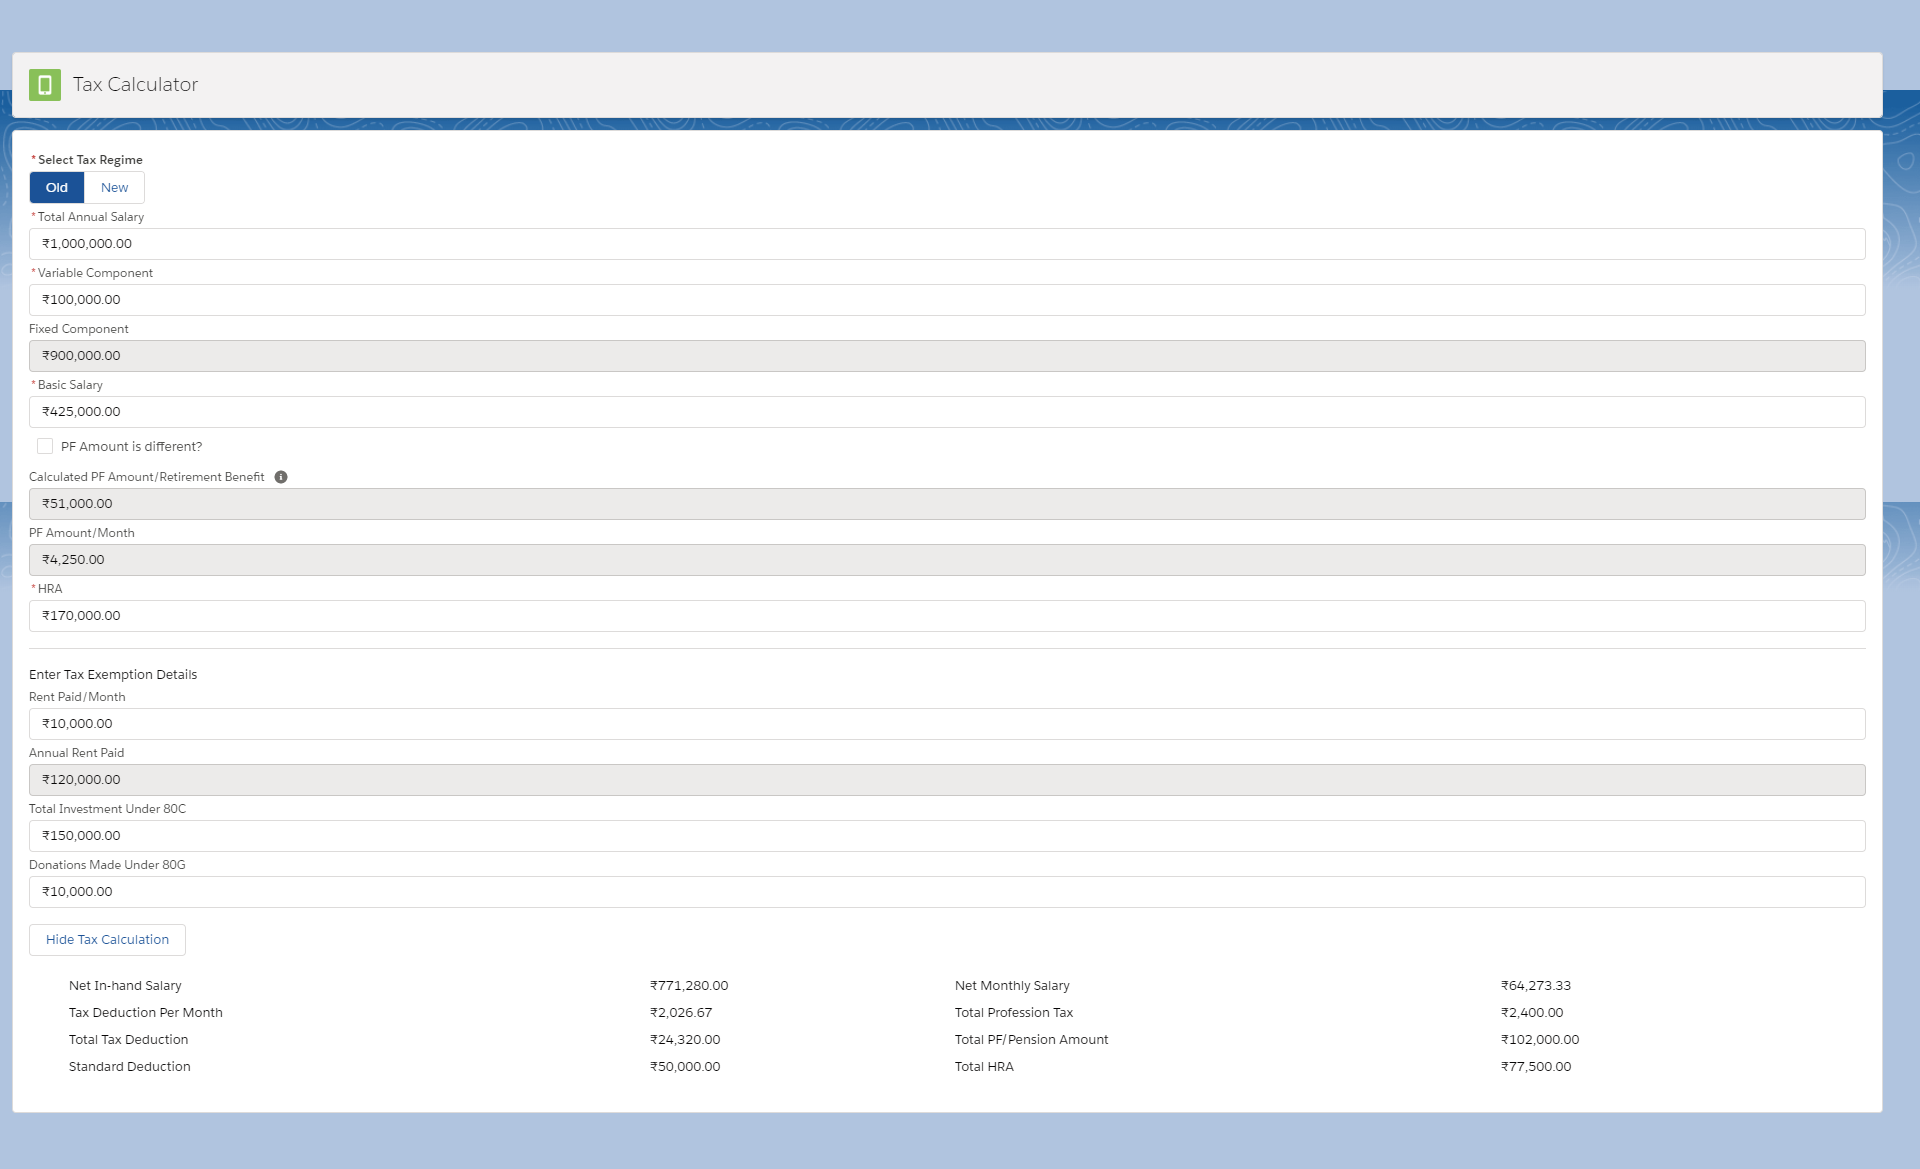 Tax Calculator
*Select Tax Regime
Old New
*Total Annual Salary
₹1,000,000.00
*Variable Component
₹100,000.00
Fixed Component
₹900,000.00
*Basic Salary
₹425,000.00
PF Amount is different?
Calculated PF Amount/Retirement Benefit
₹51,000.00
PF Amount/Month
₹4,250.00
*HRA
₹170,000.00
Enter Tax Exemption Details
Rent Paid/Month
₹10,000.00
Annual Rent Paid
₹120,000.00
Total Investment Under 80C
₹150,000.00
Donations Made Under 80G
₹10,000.00
Hide Tax Calculation
Net In-hand Salary ₹771,280.00 Net Monthly Salary ₹64,273.33
Tax Deduction Per Month ₹2,026.67 Total Profession Tax ₹2,400.00
Total Tax Deduction ₹24,320.00 Total PF/Pension Amount ₹102,000.00
Standard Deduction ₹50,000.00 Total HRA ₹77,500.00